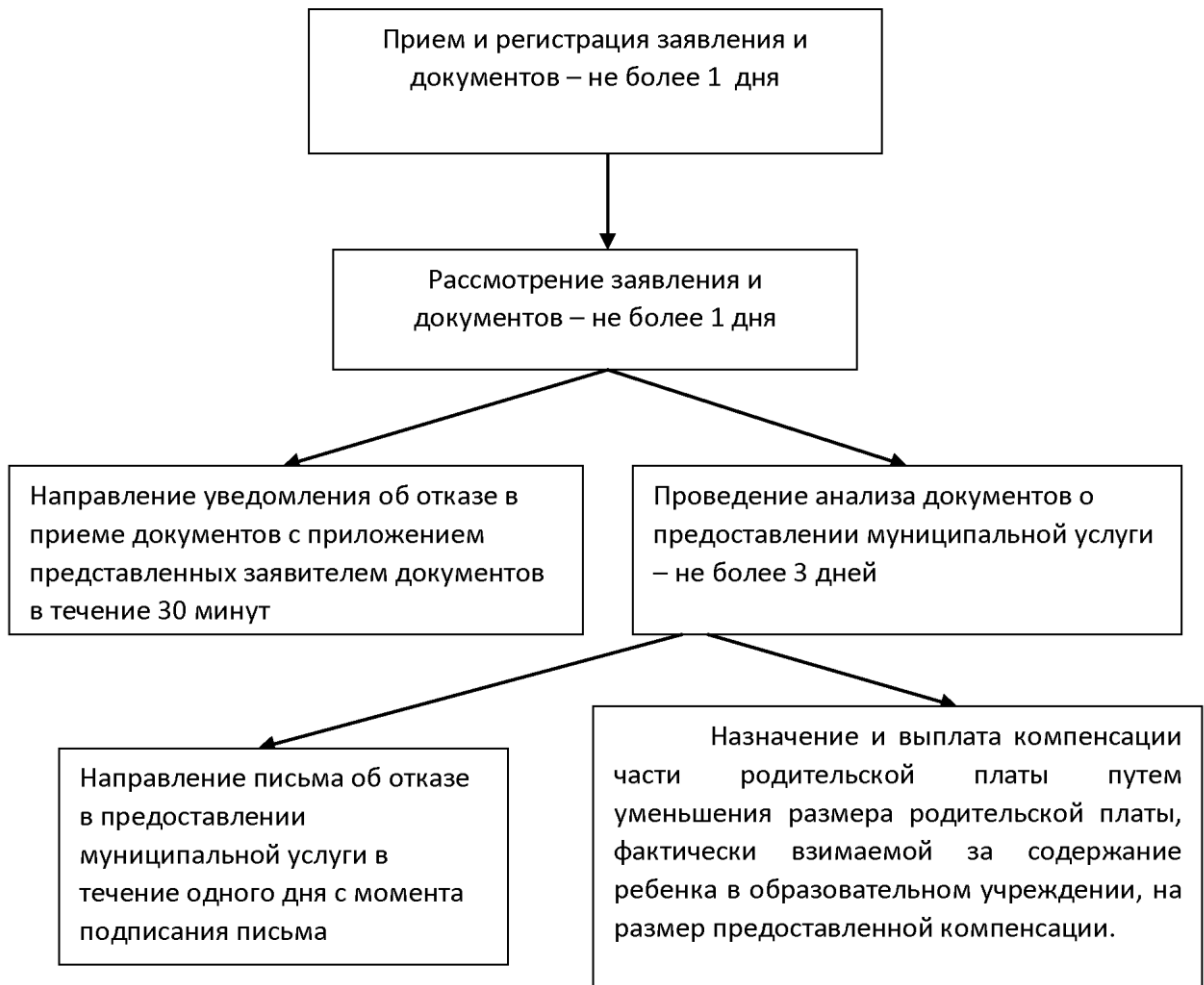 Прием и регистрация заявления и
документов – не более 1 дня
Рассмотрение заявления и
документов – не более 1 дня
Направление уведомления об отказе в
приеме документов с приложением
представленных заявителем документов
в течение 30 минут
Проведение анализа документов о
предоставлении муниципальной услуги
– не более 3 дней
Направление письма об отказе
в предоставлении
муниципальной услуги в
течение одного дня с момента
подписания письма
Назначение и выплата компенсации
части родительской платы путем
уменьшения размера родительской платы,
фактически взимаемой за содержание
ребенка в образовательном учреждении, на
размер предоставленной компенсации.